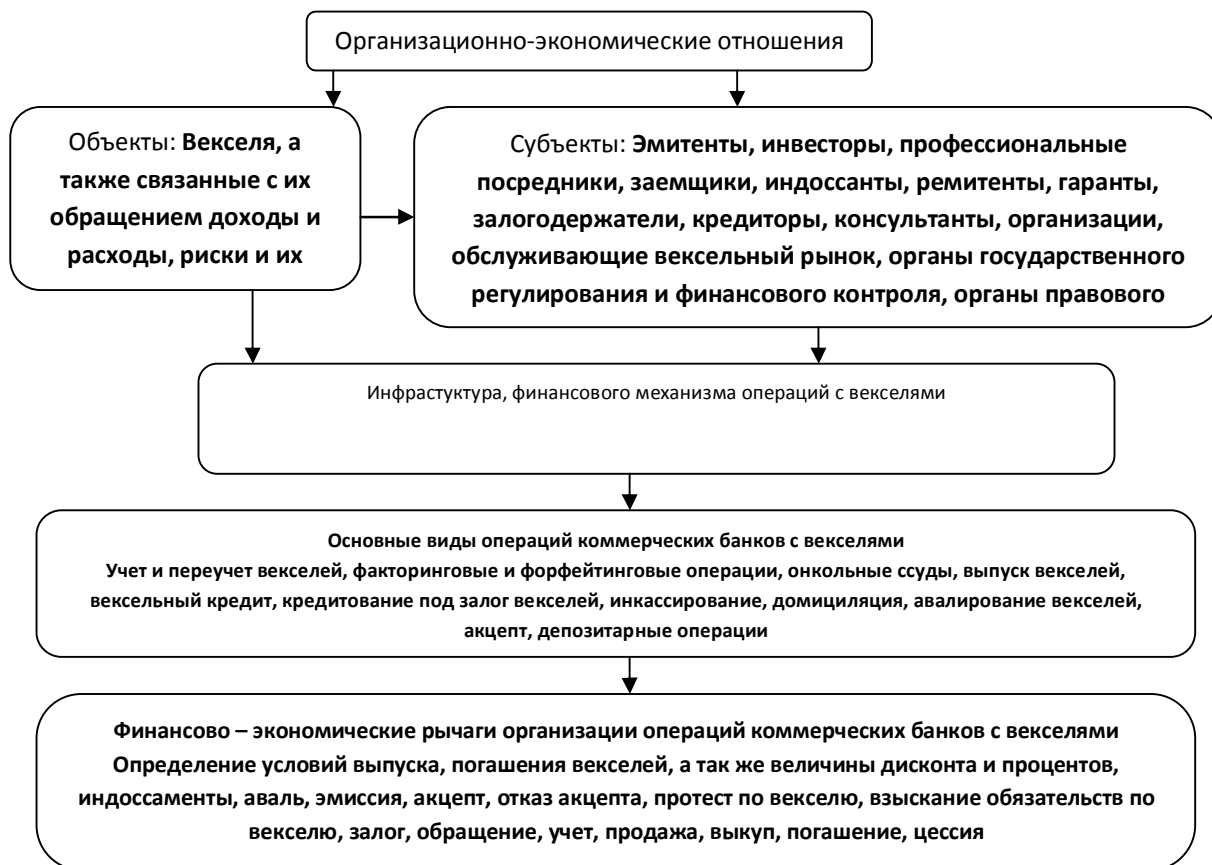 Организационно-экономические отношения
Объекты: Векселя, а
также связанные с их
обращением доходы и
расходы, риски и их
Субъекты: Эмитенты, инвесторы, профессиональные
посредники, заемщики, индоссанты, ремитенты, гаранты,
залогодержатели, кредиторы, консультанты, организации,
обслуживающие вексельный рынок, органы государственного
регулирования и финансового контроля, органы правового
Инфрастуктура, финансового механизма операций с векселями
Основные виды операций коммерческих банков с векселями
Учет и переучет векселей, факторинговые и форфейтинговые операции, онкольные ссуды, выпуск векселей,
вексельный кредит, кредитование под залог векселей, инкассирование, домициляция, авалирование векселей,
акцепт, депозитарные операции
Финансово – экономические рычаги организации операций коммерческих банков с векселями
Определение условий выпуска, погашения векселей, а так же величины дисконта и процентов,
индоссаменты, аваль, эмиссия, акцепт, отказ акцепта, протест по векселю, взыскание обязательств по
векселю, залог, обращение, учет, продажа, выкуп, погашение, цессия